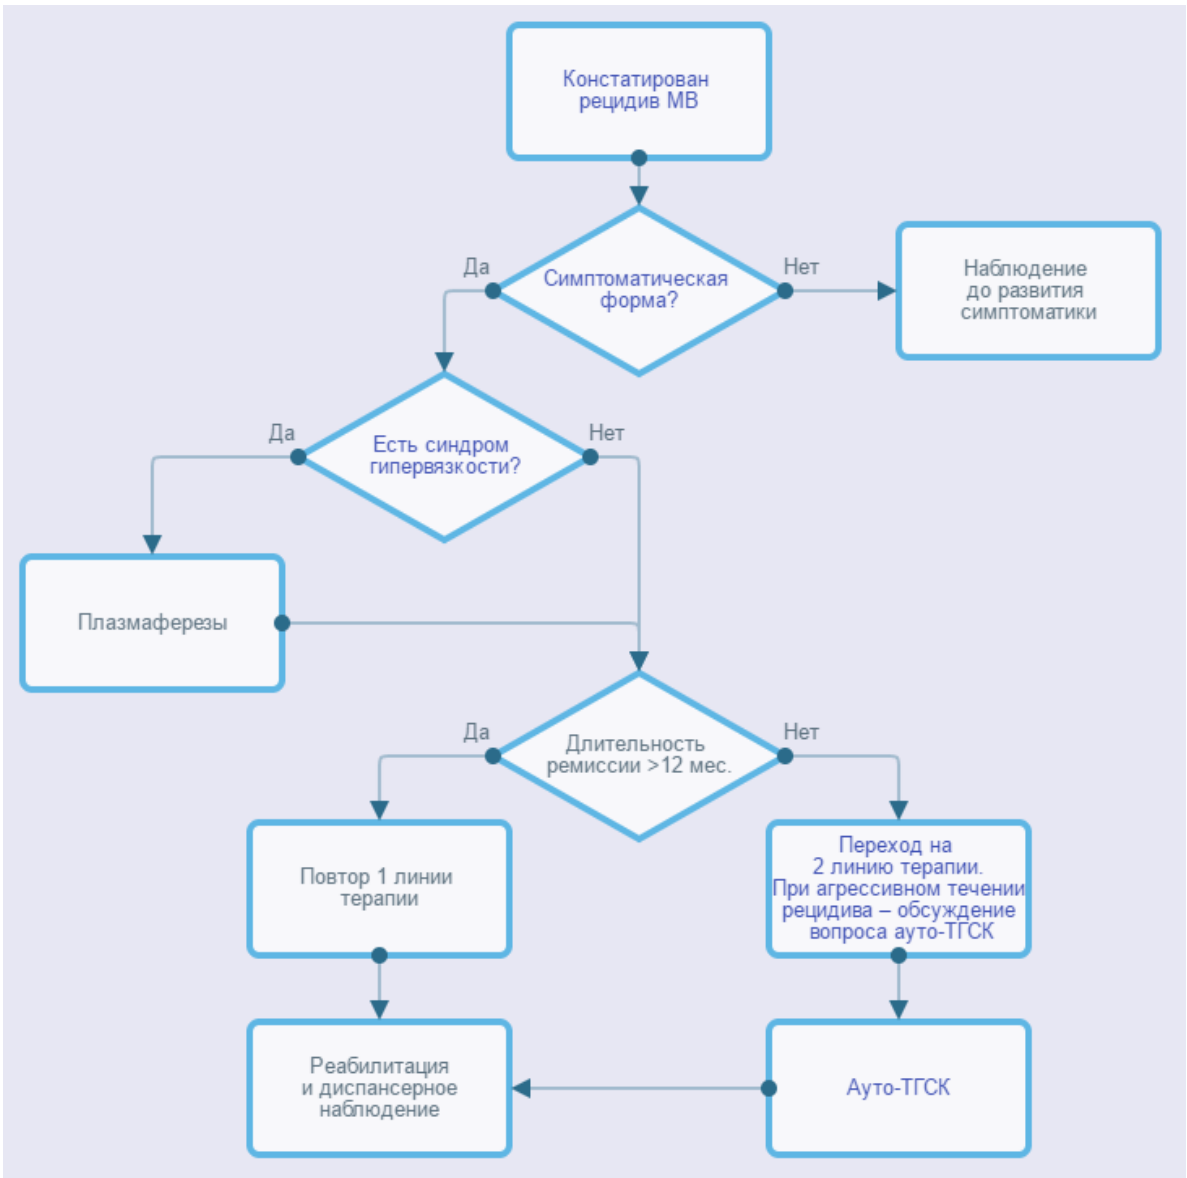 Констатирован
рецидив МВ
Да
Симптоматическая
форма?
Нет
Наблюдение
до развития
симптоматики
Да
Есть синдром
гипервязкости?
Нет
Плазмаферезы
Да
Длительность
ремиссии >12 мес.
Нет
Повтор 1 линии
терапии
Переход на
2 линию терапии.
При агрессивном течении
рецидива – обсуждение
вопроса ауто-ТГСК
Реабилитация
и диспансерное
наблюдение
Ауто-ТГСК